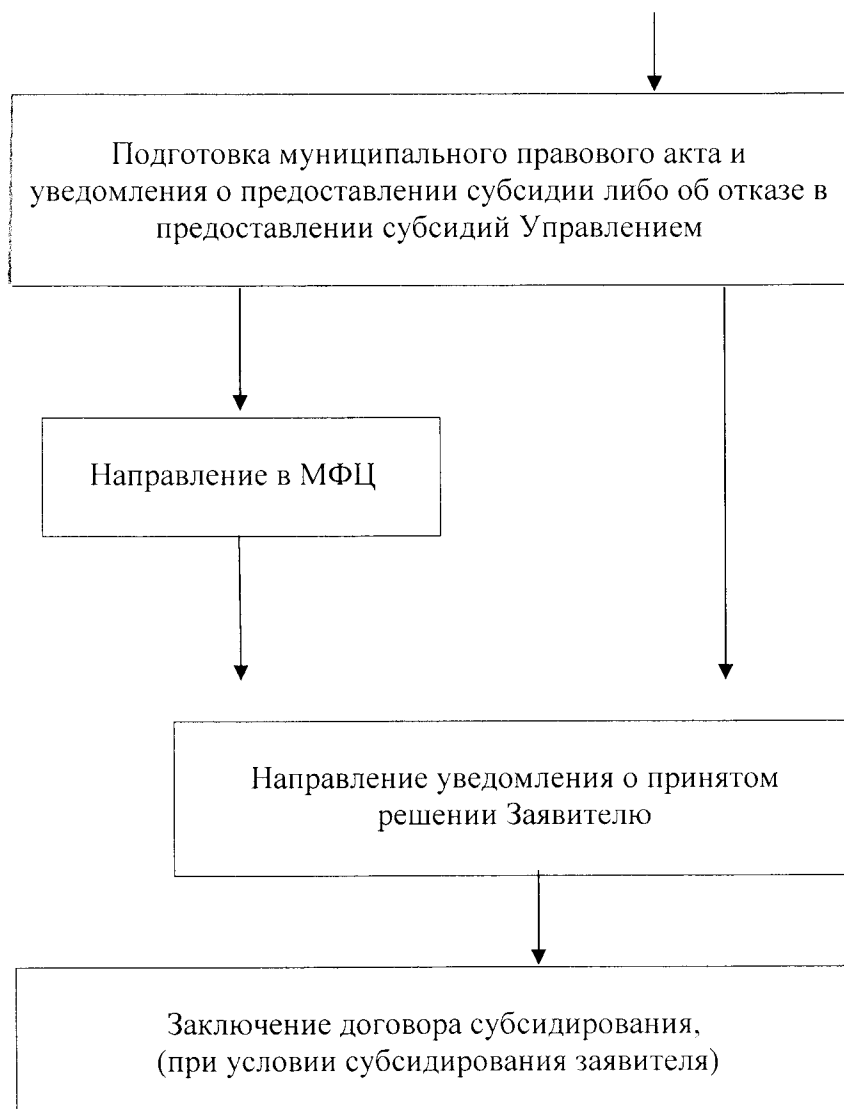 Подготовка муниципального правового акта и
уведомления о предоставлении субсидии либо об отказе в
предоставлении субсидий Управлением
Направление в МФЦ
Направление уведомления о принятом
решении Заявителю
Заключение договора субсидирования,
(при условии субсидирования заявителя)